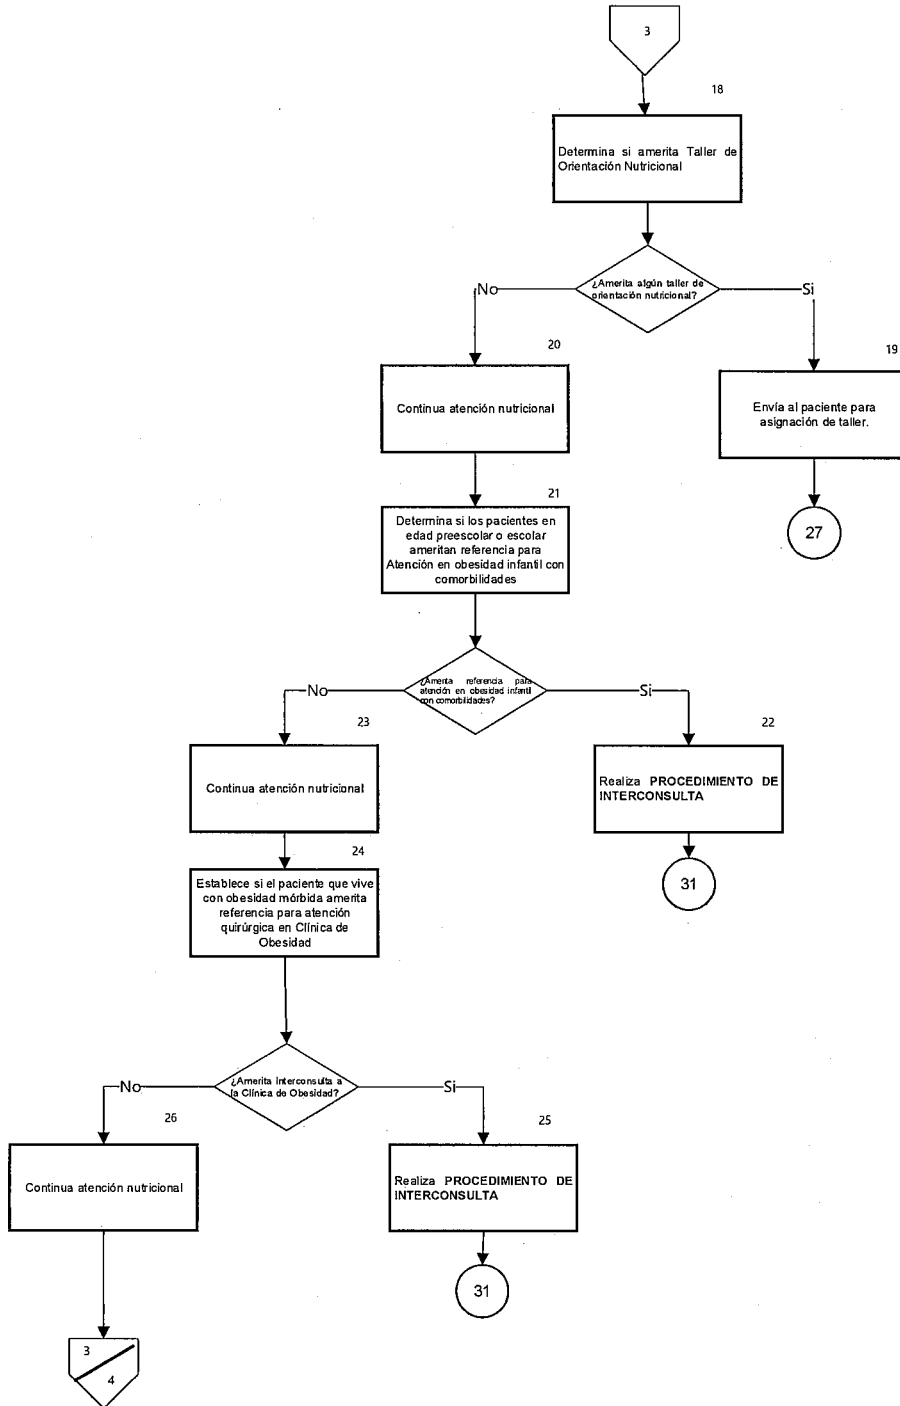 3
18
Determina si amerita Taller de
Orientación Nutricional
¿Amerita algún taller de
orientación nutricional?
No
Si
20
19
Continua atención nutricional
Envía al paciente para
asignación de taller.
21
Determina si los pacientes en
edad preescolar o escolar
ameritan referencia para
Atención en obesidad infantil con
comorbilidades
27
¿Amerita referencia para
atención en obesidad infantil
con comorbilidades?
No
Si
23
22
Continua atención nutricional
Realiza PROCEDIMIENTO DE
INTERCONSULTA
24
Establece si el paciente que vive
con obesidad mórbida amerita
referencia para atención
quirúrgica en Clínica de
Obesidad
31
¿Amerita Interconsulta a
la Clínica de Obesidad?
No
Si
26
25
Continua atención nutricional
Realiza PROCEDIMIENTO DE
INTERCONSULTA
31
3
4